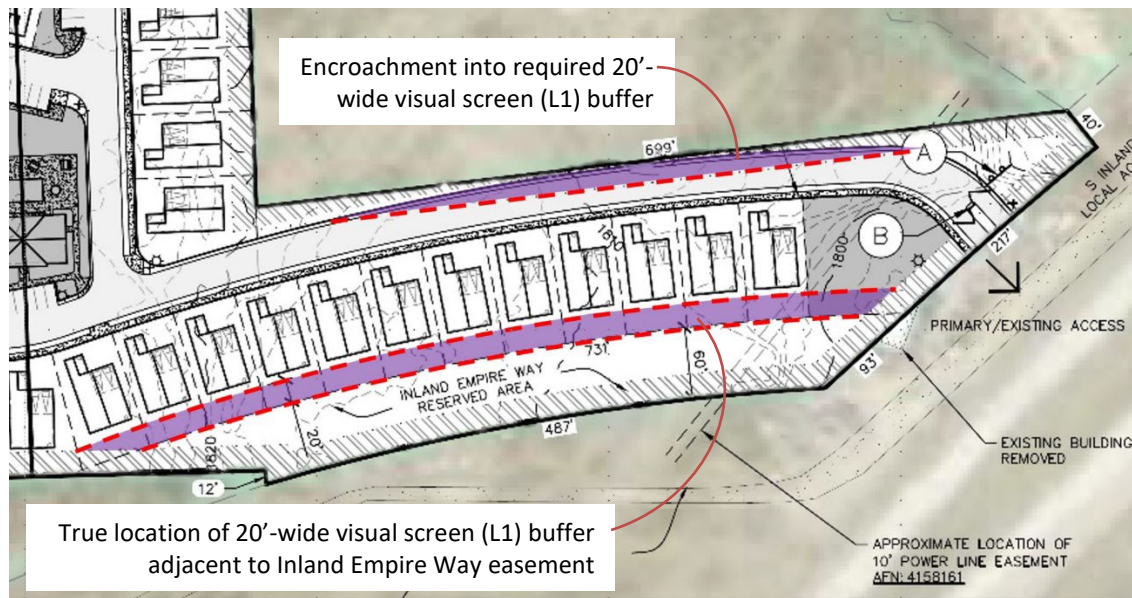 Encroachment into required 20'-
wide visual screen (L1) buffer
699'
40'
A
S INLAND
LOCAL AC
1810
B
1800
217'
PRIMARY/EXISTING ACCESS
731'
60'
93'
INLAND EMPIRE WAY
RESERVED AREA
20'
1820
487'
EXISTING BUILDING
REMOVED
12'
True location of 20'-wide visual screen (L1) buffer
adjacent to Inland Empire Way easement
APPROXIMATE LOCATION OF
10' POWER LINE EASEMENT
AFN: 4158161